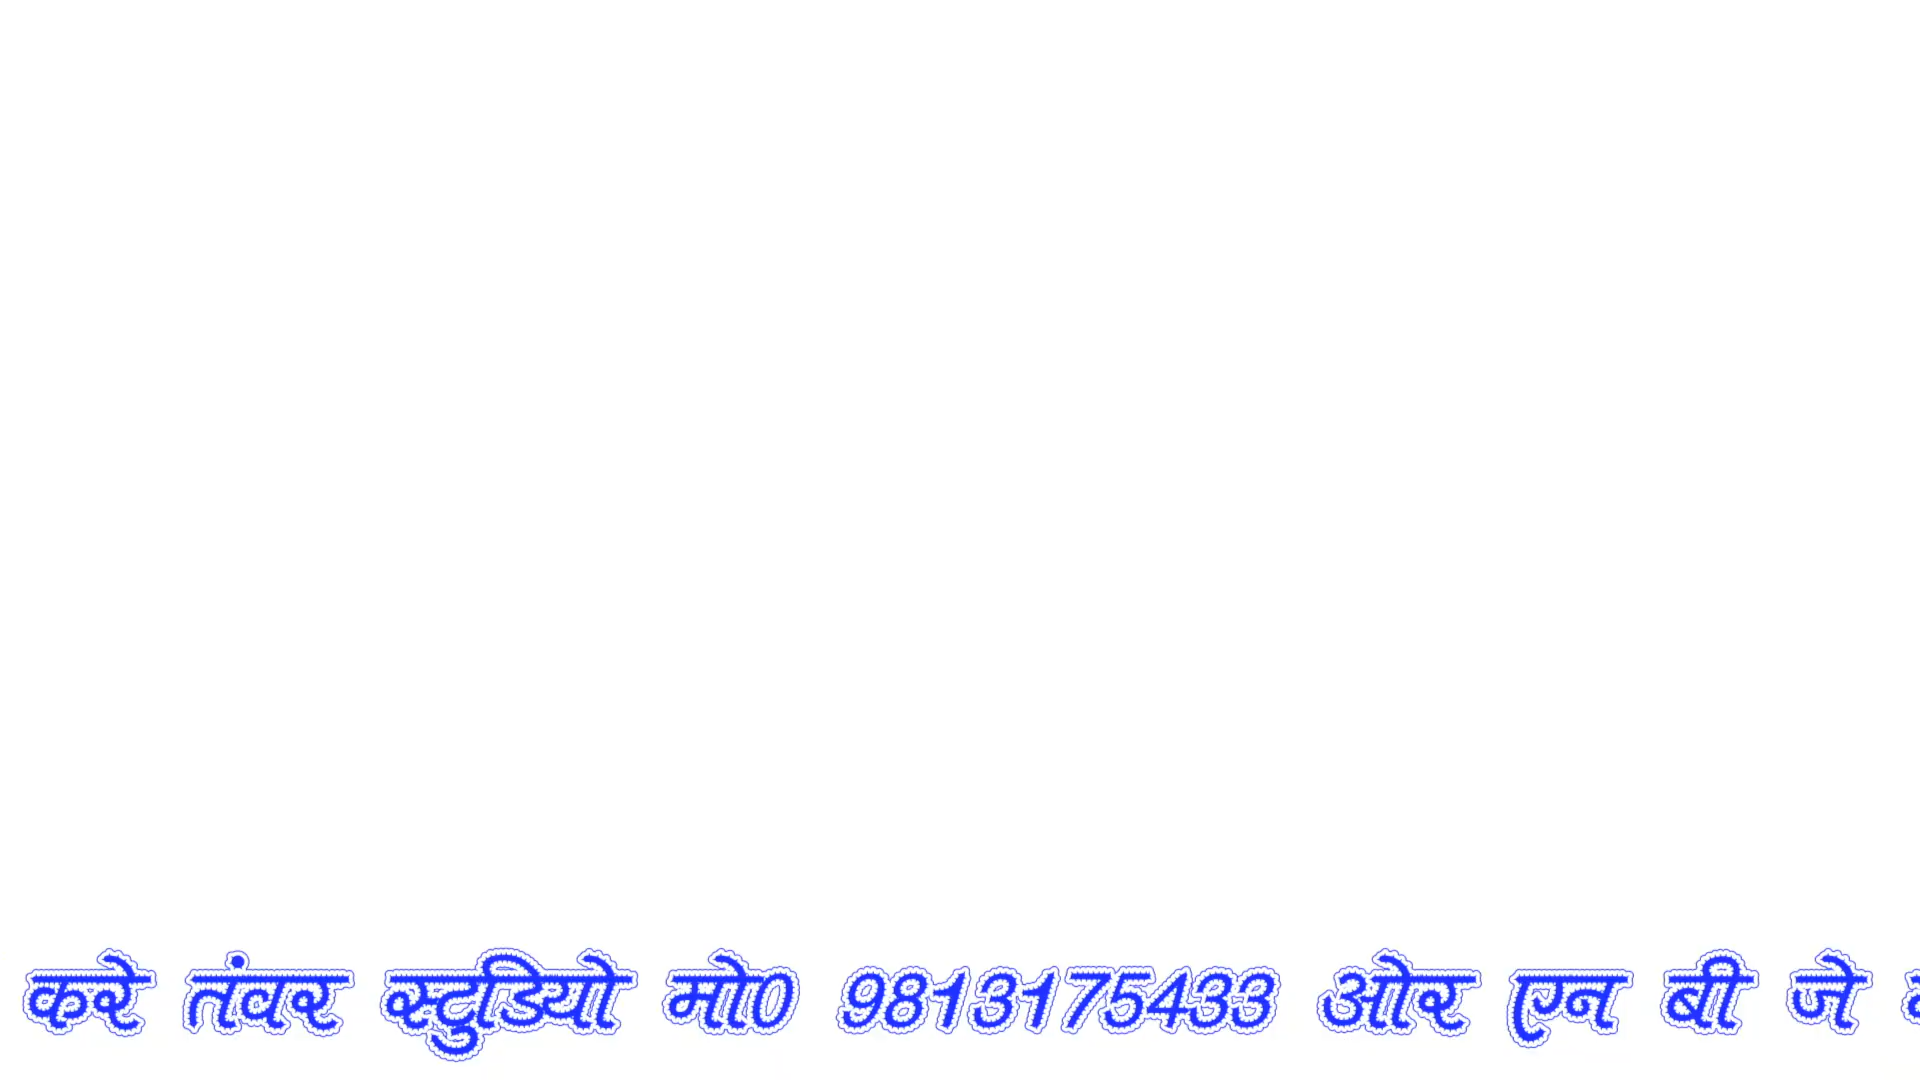 करे तंवर स्टुडियो मो0 9813175433 ओर एन बी जे